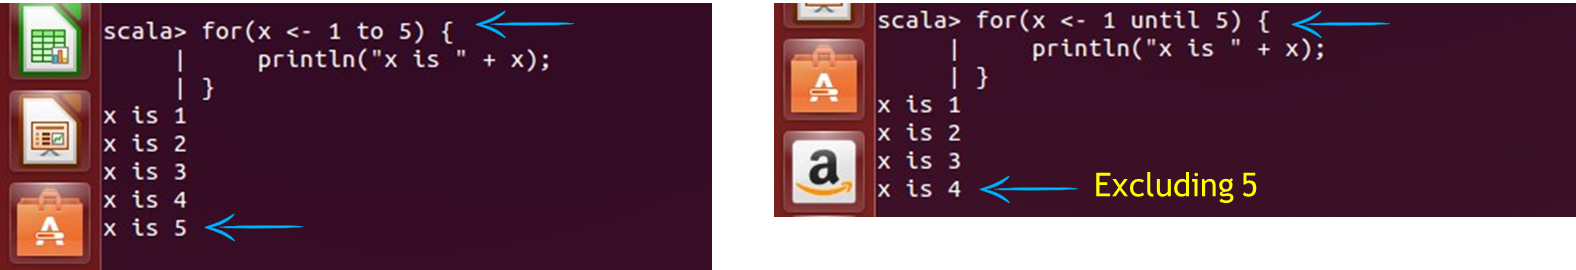 scala> for(x <- 1 to 5) {
| println("x is " + x);
| }
x is 1
x is 2
x is 3
x is 4
x is 5
scala> for(x <- 1 until 5) {
| println("x is " + x);
| }
x is 1
x is 2
x is 3
x is 4
Excluding 5